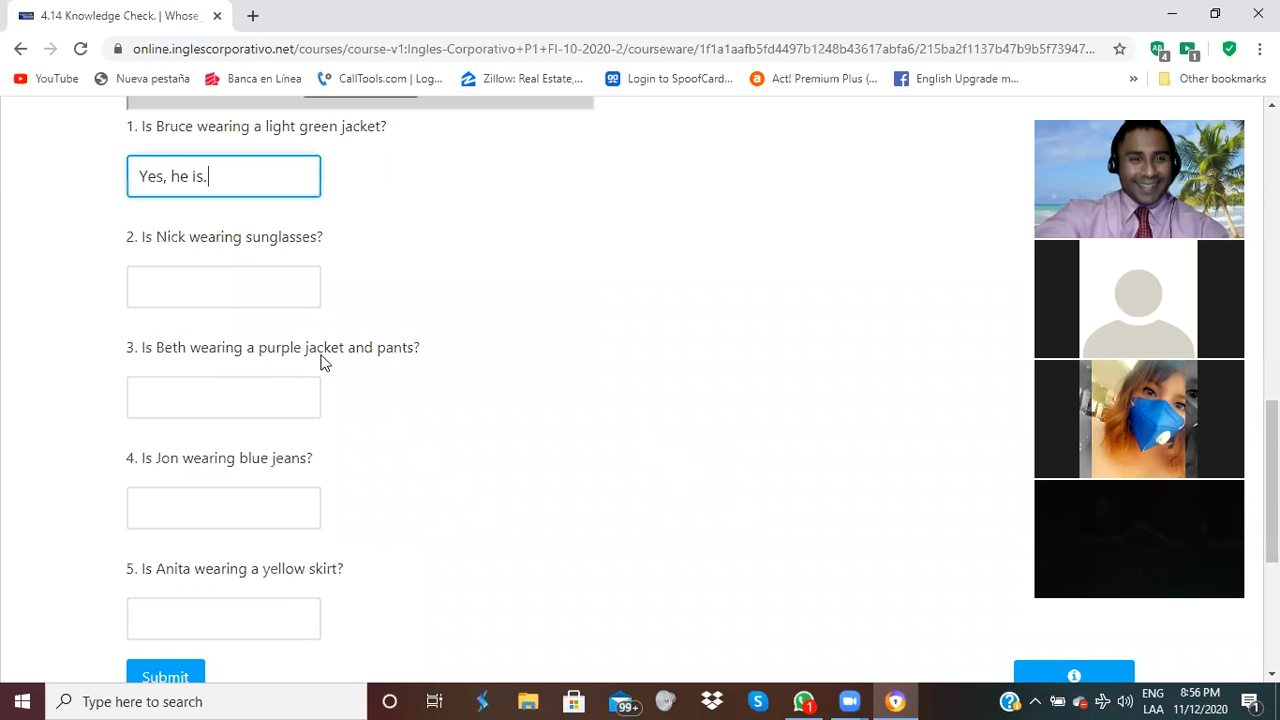 4.14 Knowledge Check. | Whose
online.inglescorporativo.net/courses/course-v1:Ingles-Corporativo+P1+FI-10-2020-2/courseware/1f1a1aafb5fd4497b1248b43617abfa6/215ba2f1137b47b9b5f73947...
4
1
YouTube
Nueva pestaña
Banca en Línea
CallTools.com | Log...
Zillow: Real Estate,...
Login to SpoofCard...
Act! Premium Plus (...
English Upgrade m...
»
Other bookmarks
1. Is Bruce wearing a light green jacket?
Yes, he is.
2. Is Nick wearing sunglasses?
3. Is Beth wearing a purple jacket and pants?
4. Is Jon wearing blue jeans?
5. Is Anita wearing a yellow skirt?
Submit
Type here to search
99+
1
ENG
LAA
8:56 PM
11/12/2020
1